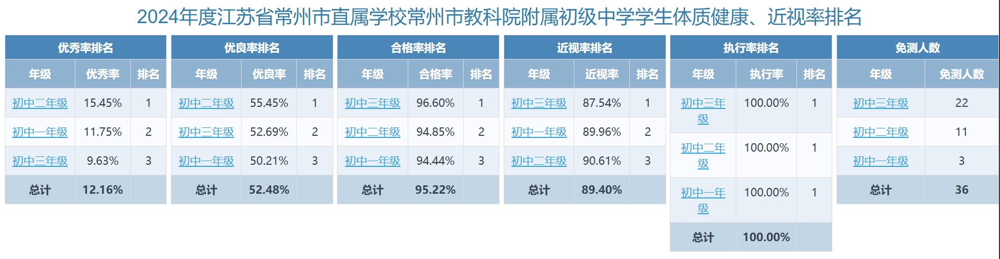 2024年度江苏省常州市直属学校常州市教科院附属初级中学学生体质健康、近视率排名
优秀率排名
年级 优秀率 排名
初中二年级 15.45% 1
初中一年级 11.75% 2
初中三年级 9.63% 3
总计 12.16%
优良率排名
年级 优良率 排名
初中二年级 55.45% 1
初中三年级 52.69% 2
初中一年级 50.21% 3
总计 52.48%
合格率排名
年级 合格率 排名
初中三年级 96.60% 1
初中二年级 94.85% 2
初中一年级 94.44% 3
总计 95.22%
近视率排名
年级 近视率 排名
初中三年级 87.54% 1
初中一年级 89.96% 2
初中二年级 90.61% 3
总计 89.40%
执行率排名
年级 执行率 排名
初中三年 100.00% 1
级
初中二年 100.00% 1
级
初中一年 100.00% 1
级
总计 100.00%
免测人数
年级 免测人数
初中三年级 22
初中二年级 11
初中一年级 3
总计 36